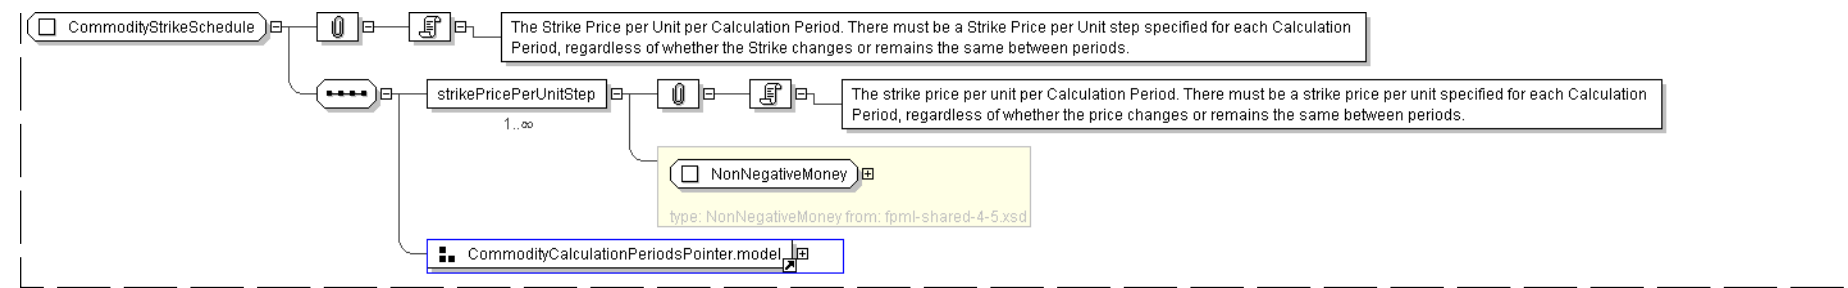 CommodityStrikeSchedule
The Strike Price per Unit per Calculation Period. There must be a Strike Price per Unit step specified for each Calculation
Period, regardless of whether the Strike changes or remains the same between periods.
strikePricePerUnitStep
1..∞
The strike price per unit per Calculation Period. There must be a strike price per unit specified for each Calculation
Period, regardless of whether the price changes or remains the same between periods.
NonNegativeMoney
type: NonNegativeMoney from: fpml-shared-4-5.xsd
CommodityCalculationPeriodsPointer.model